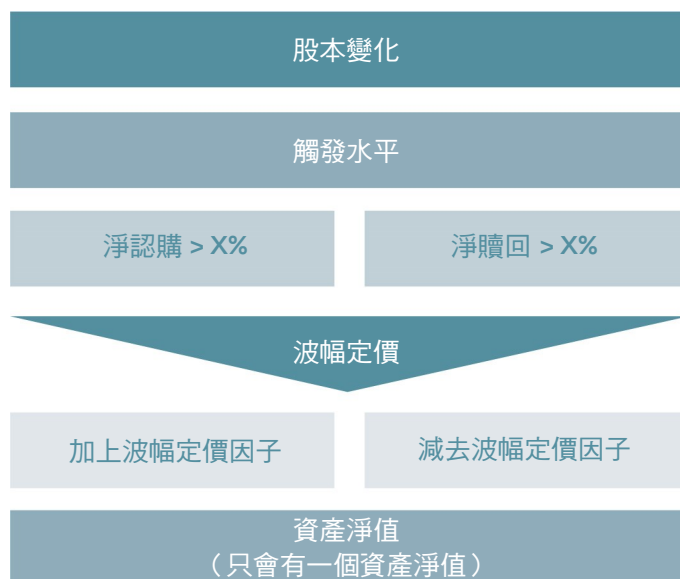 股本變化
觸發水平
淨認購 > X%
淨贖回 > X%
波幅定價
加上波幅定價因子
減去波幅定價因子
資產淨值
（只會有一個資產淨值）